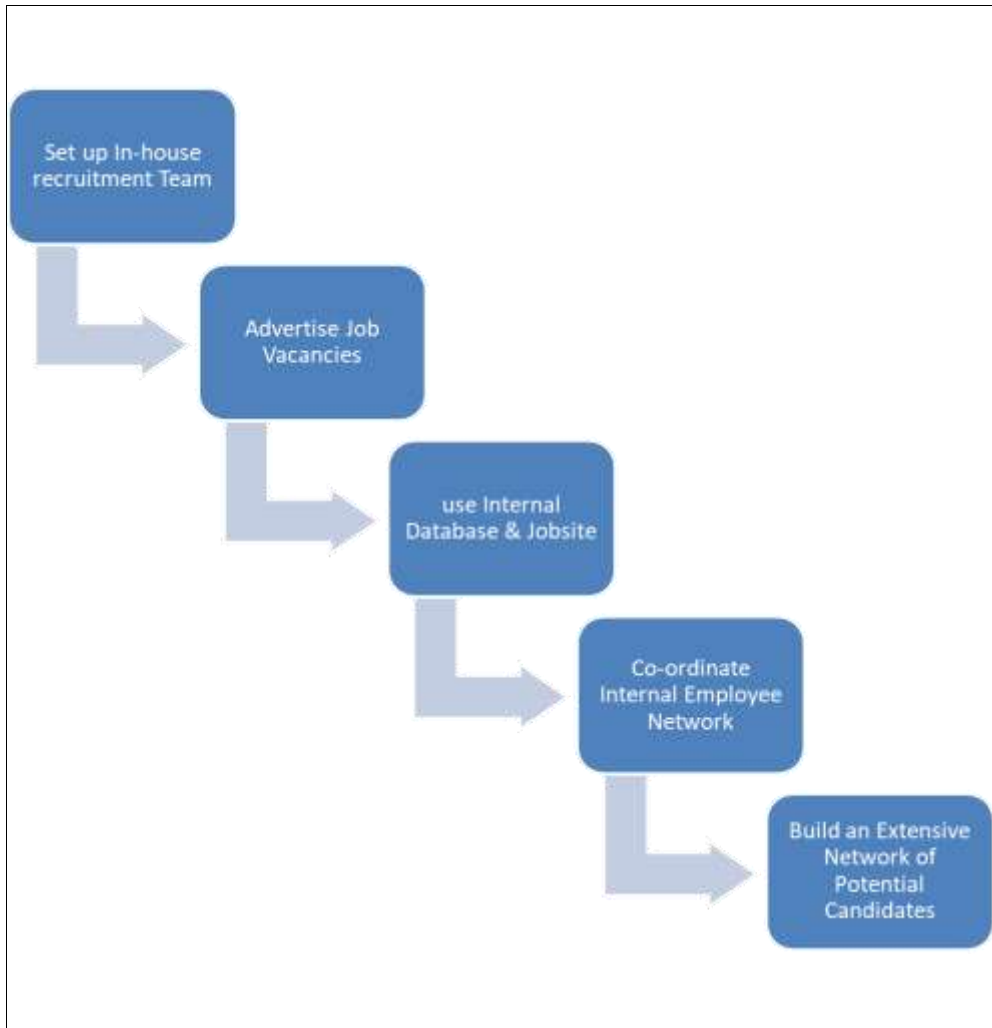 Set up In-house
recruitment Team
Advertise Job
Vacancies
use Internal
Database & Jobsite
Co-ordinate
Internal Employee
Network
Build an Extensive
Network of
Potential
Candidates